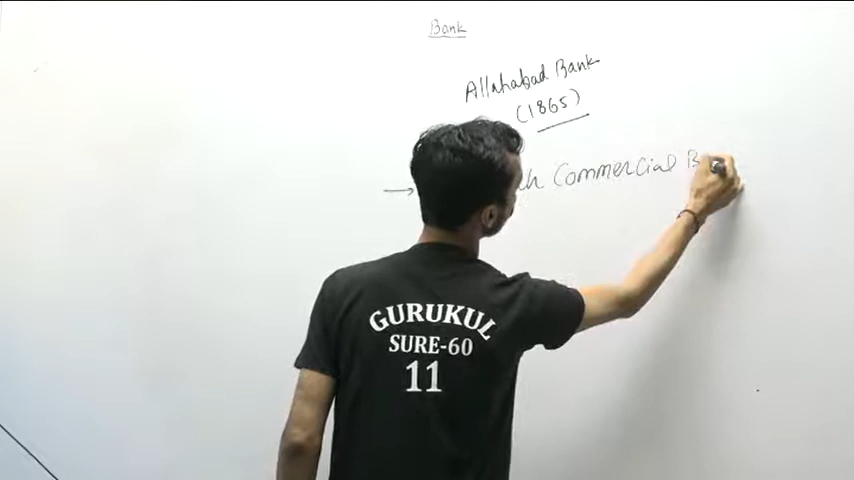 Bank
Allahabad Bank
(1865)
→ Commercial B
GURUKUL
SURE-60
11